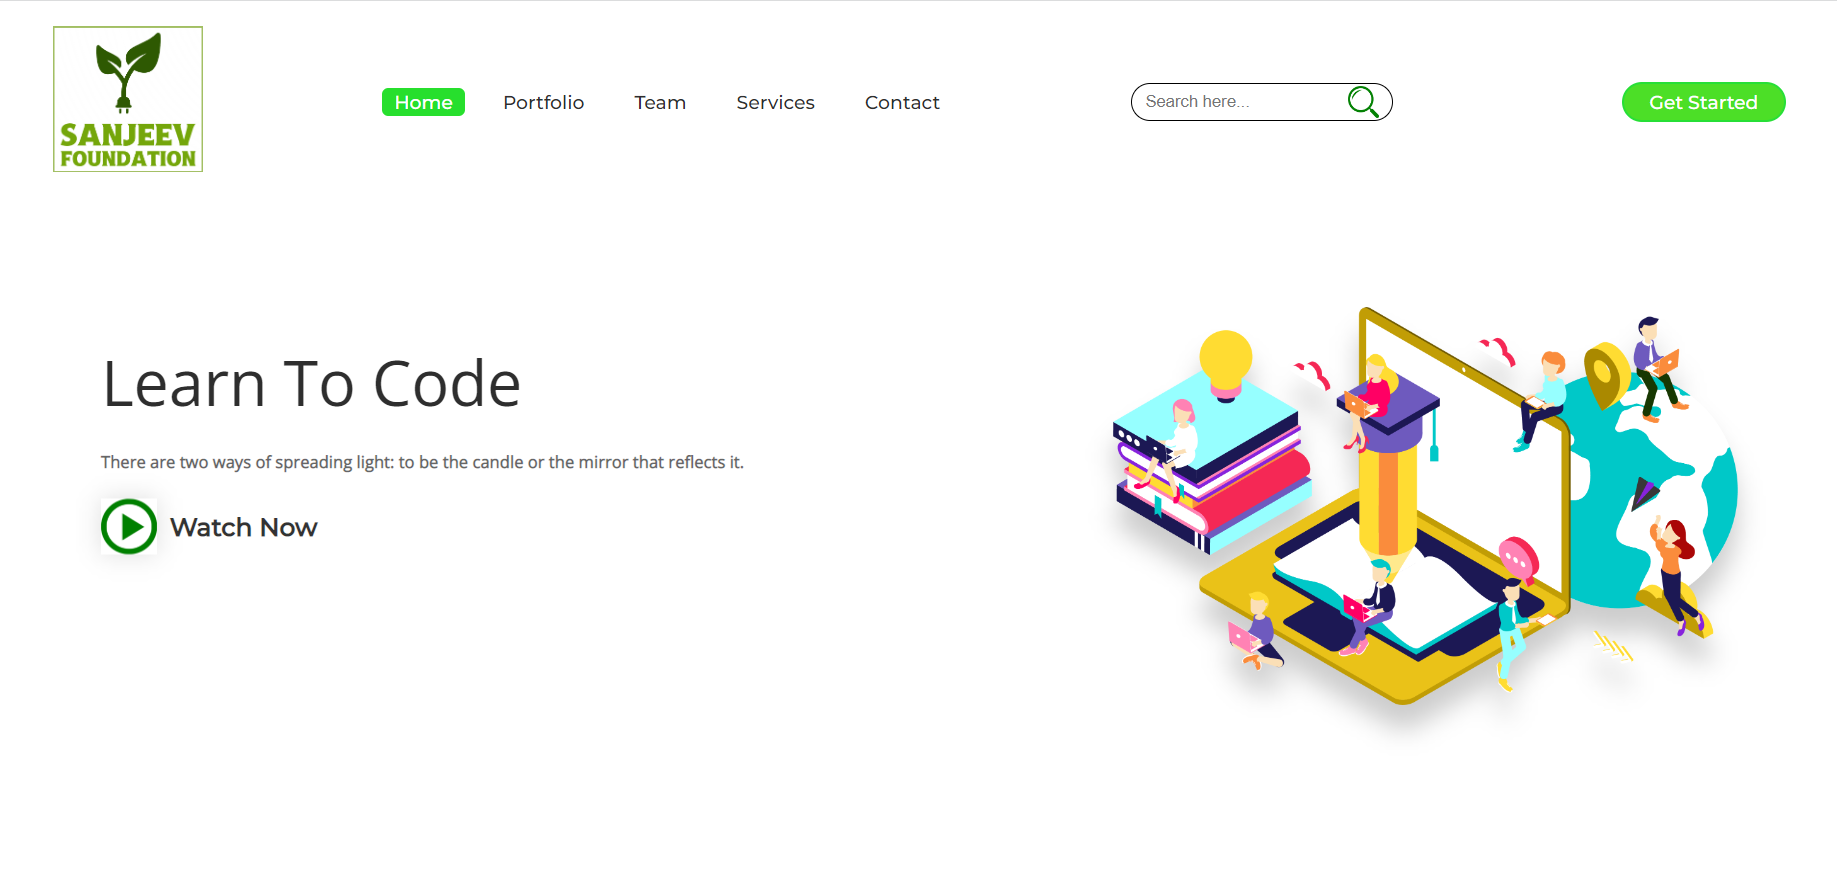 SANJEEV
FOUNDATION
Home Portfolio Team Services Contact Search here... Get Started
Learn To Code
There are two ways of spreading light: to be the candle or the mirror that reflects it.
Watch Now